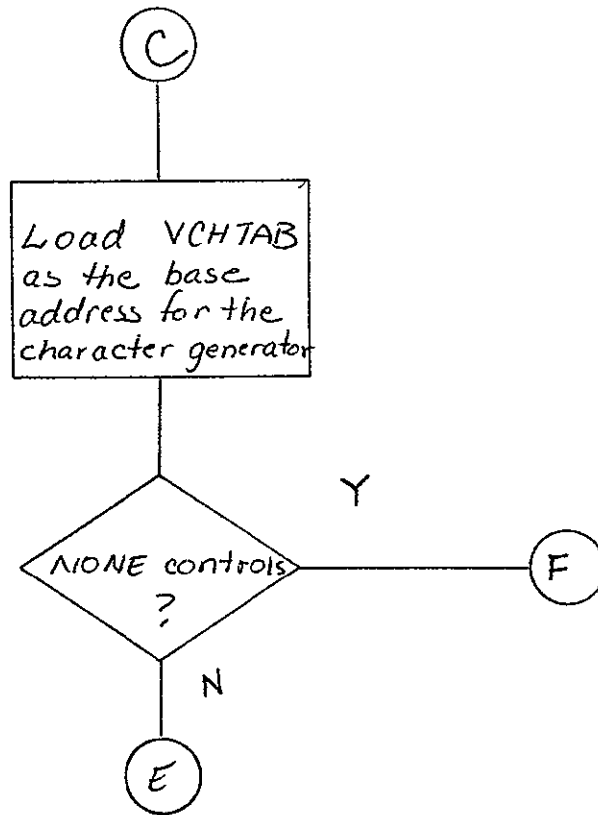 C
Load VCHTAB
as the base
address for the
character generator
Y
NONE controls
?
F
N
E